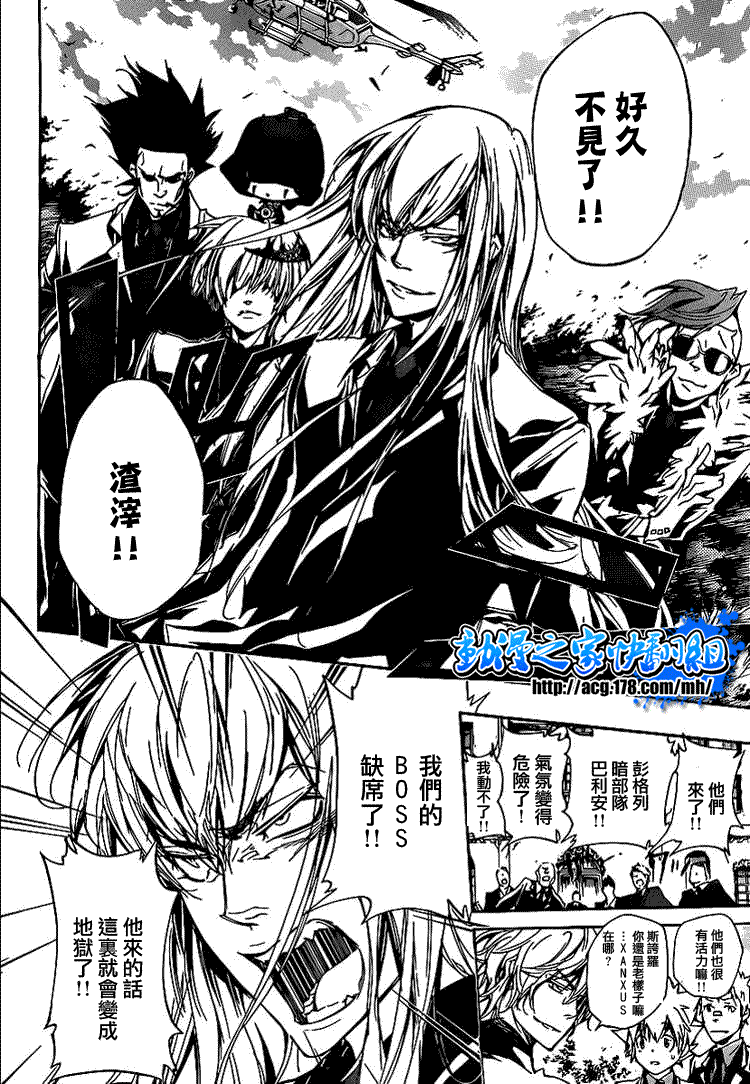 好久
不見了!!
渣滓!!
動漫之家快翻組
http://acg.178.com/mh/
他們
來了!!
彭格列
暗部隊
巴利安!!
氣氛變得
危險了!
我動不了!!
我們的
BOSS
缺席了!!
他來的話
這裏就會變成
地獄了!!
他們也很
有活力嘛!!
斯誇羅
你還是老樣子嘛
…XANXUS
在哪?